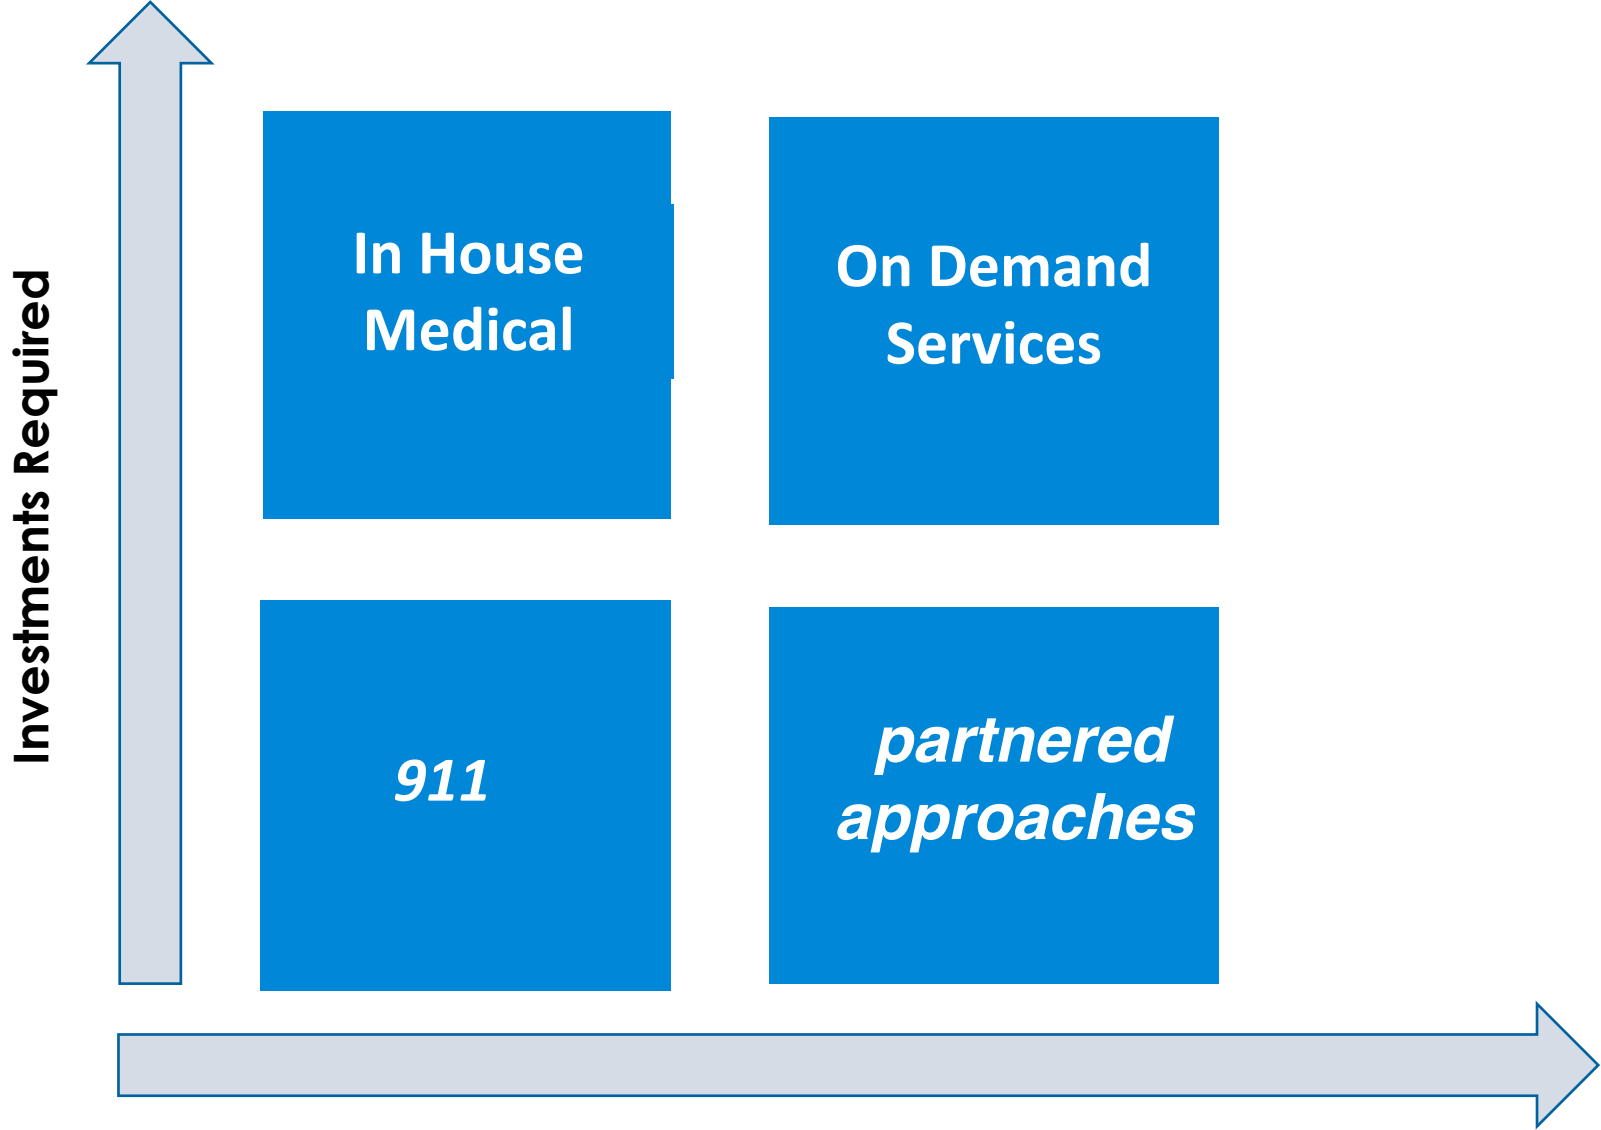 Investments Required
In House
Medical
On Demand
Services
911
partnered
approaches